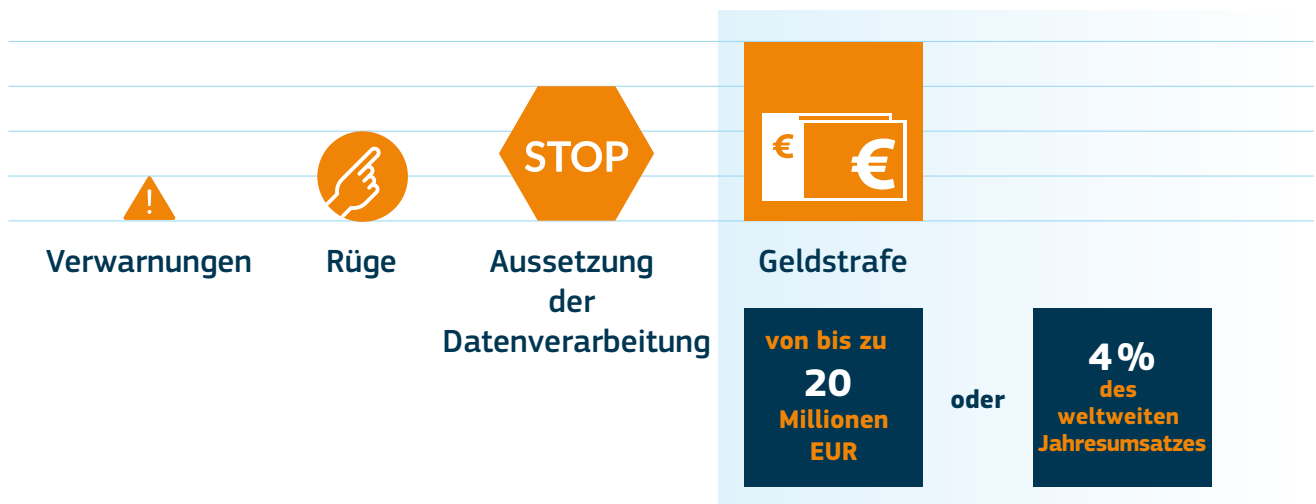 STOP
€
€
Verwarnungen
Rüge
Aussetzung
der
Datenverarbeitung
Geldstrafe
von bis zu
20
Millionen
EUR
oder
4 %
des
weltweiten
Jahresumsatzes